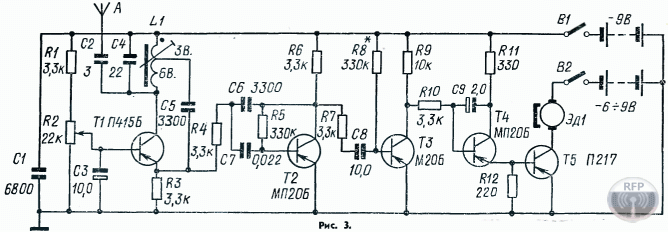 А
L1
В1
-9В
R1
3,3к
C2
3
C4
22
3В.
6В.
R6
3,3к
*
R8
330к
R9
10к
R11
330
В2
-6÷9В
C6 3300
C5
3300
R10
3,3к
C9 2,0
T4
МП20Б
Эд1
R2
22к
T1 П415Б
R4
3,3к
R5
330к
R7
3,3к
C8
10,0
T3
М20Б
C7
0,022
T5 П217
C1
6800
C3
10,0
R3
3,3к
T2
МП20Б
R12
220
RFP
Рис. 3.